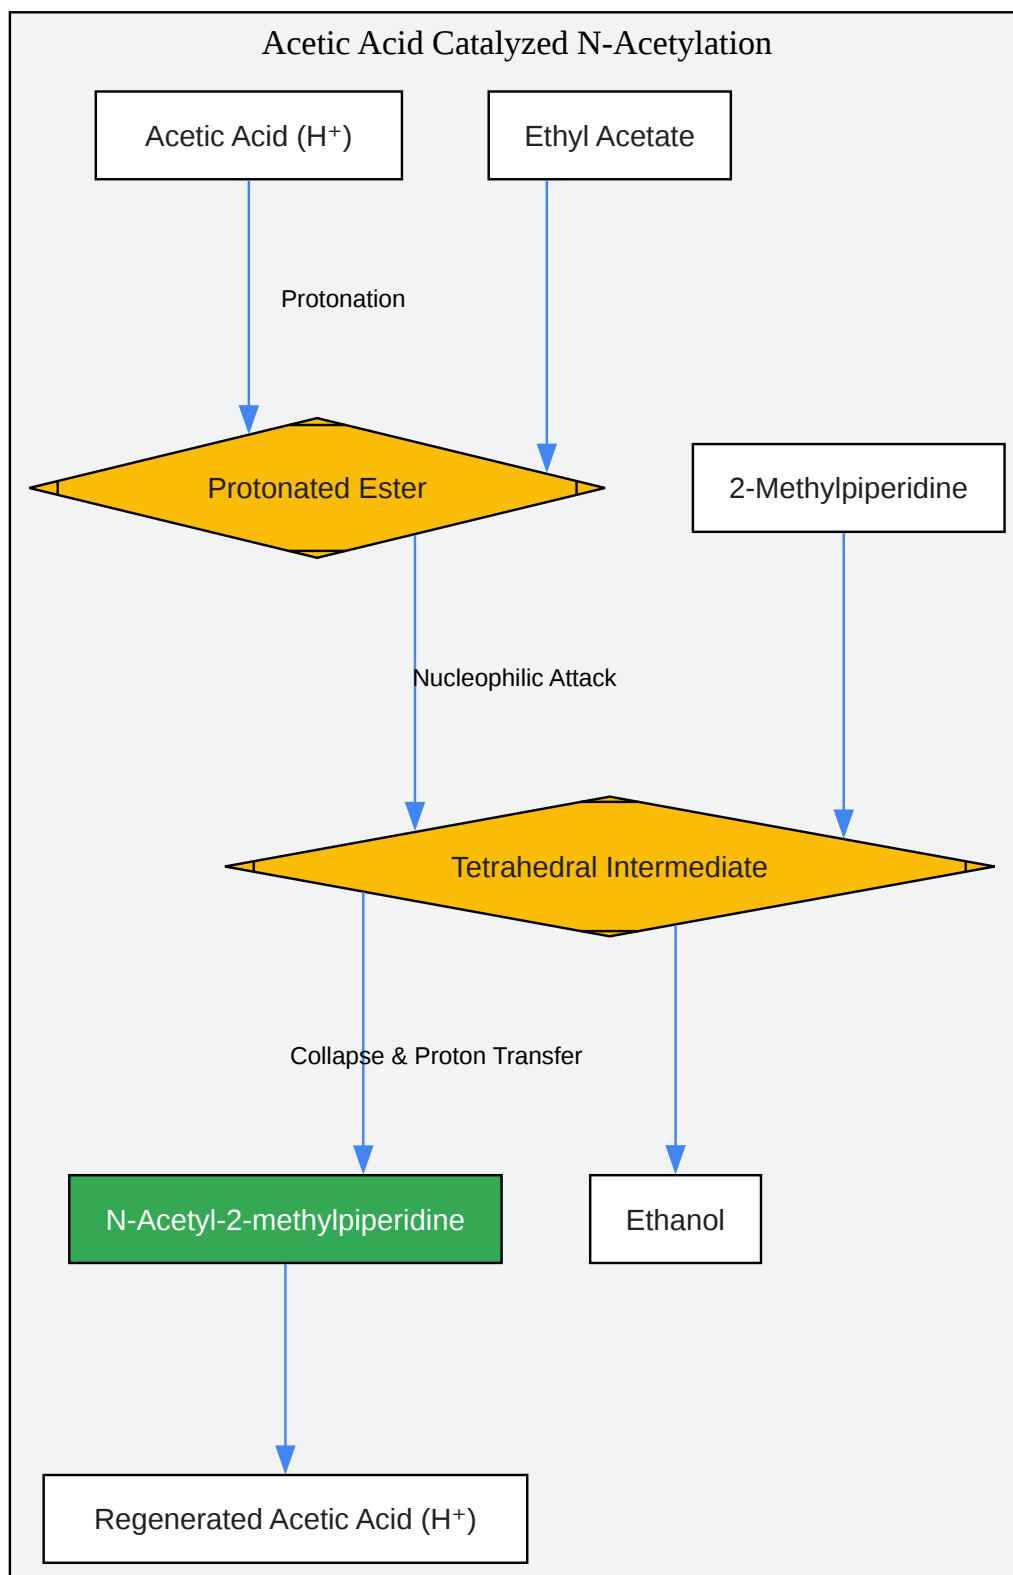 Acetic Acid Catalyzed N-Acetylation
Acetic Acid (H⁺)
Ethyl Acetate
Protonation
Protonated Ester
2-Methylpiperidine
Nucleophilic Attack
Tetrahedral Intermediate
Collapse & Proton Transfer
N-Acetyl-2-methylpiperidine
Ethanol
Regenerated Acetic Acid (H⁺)